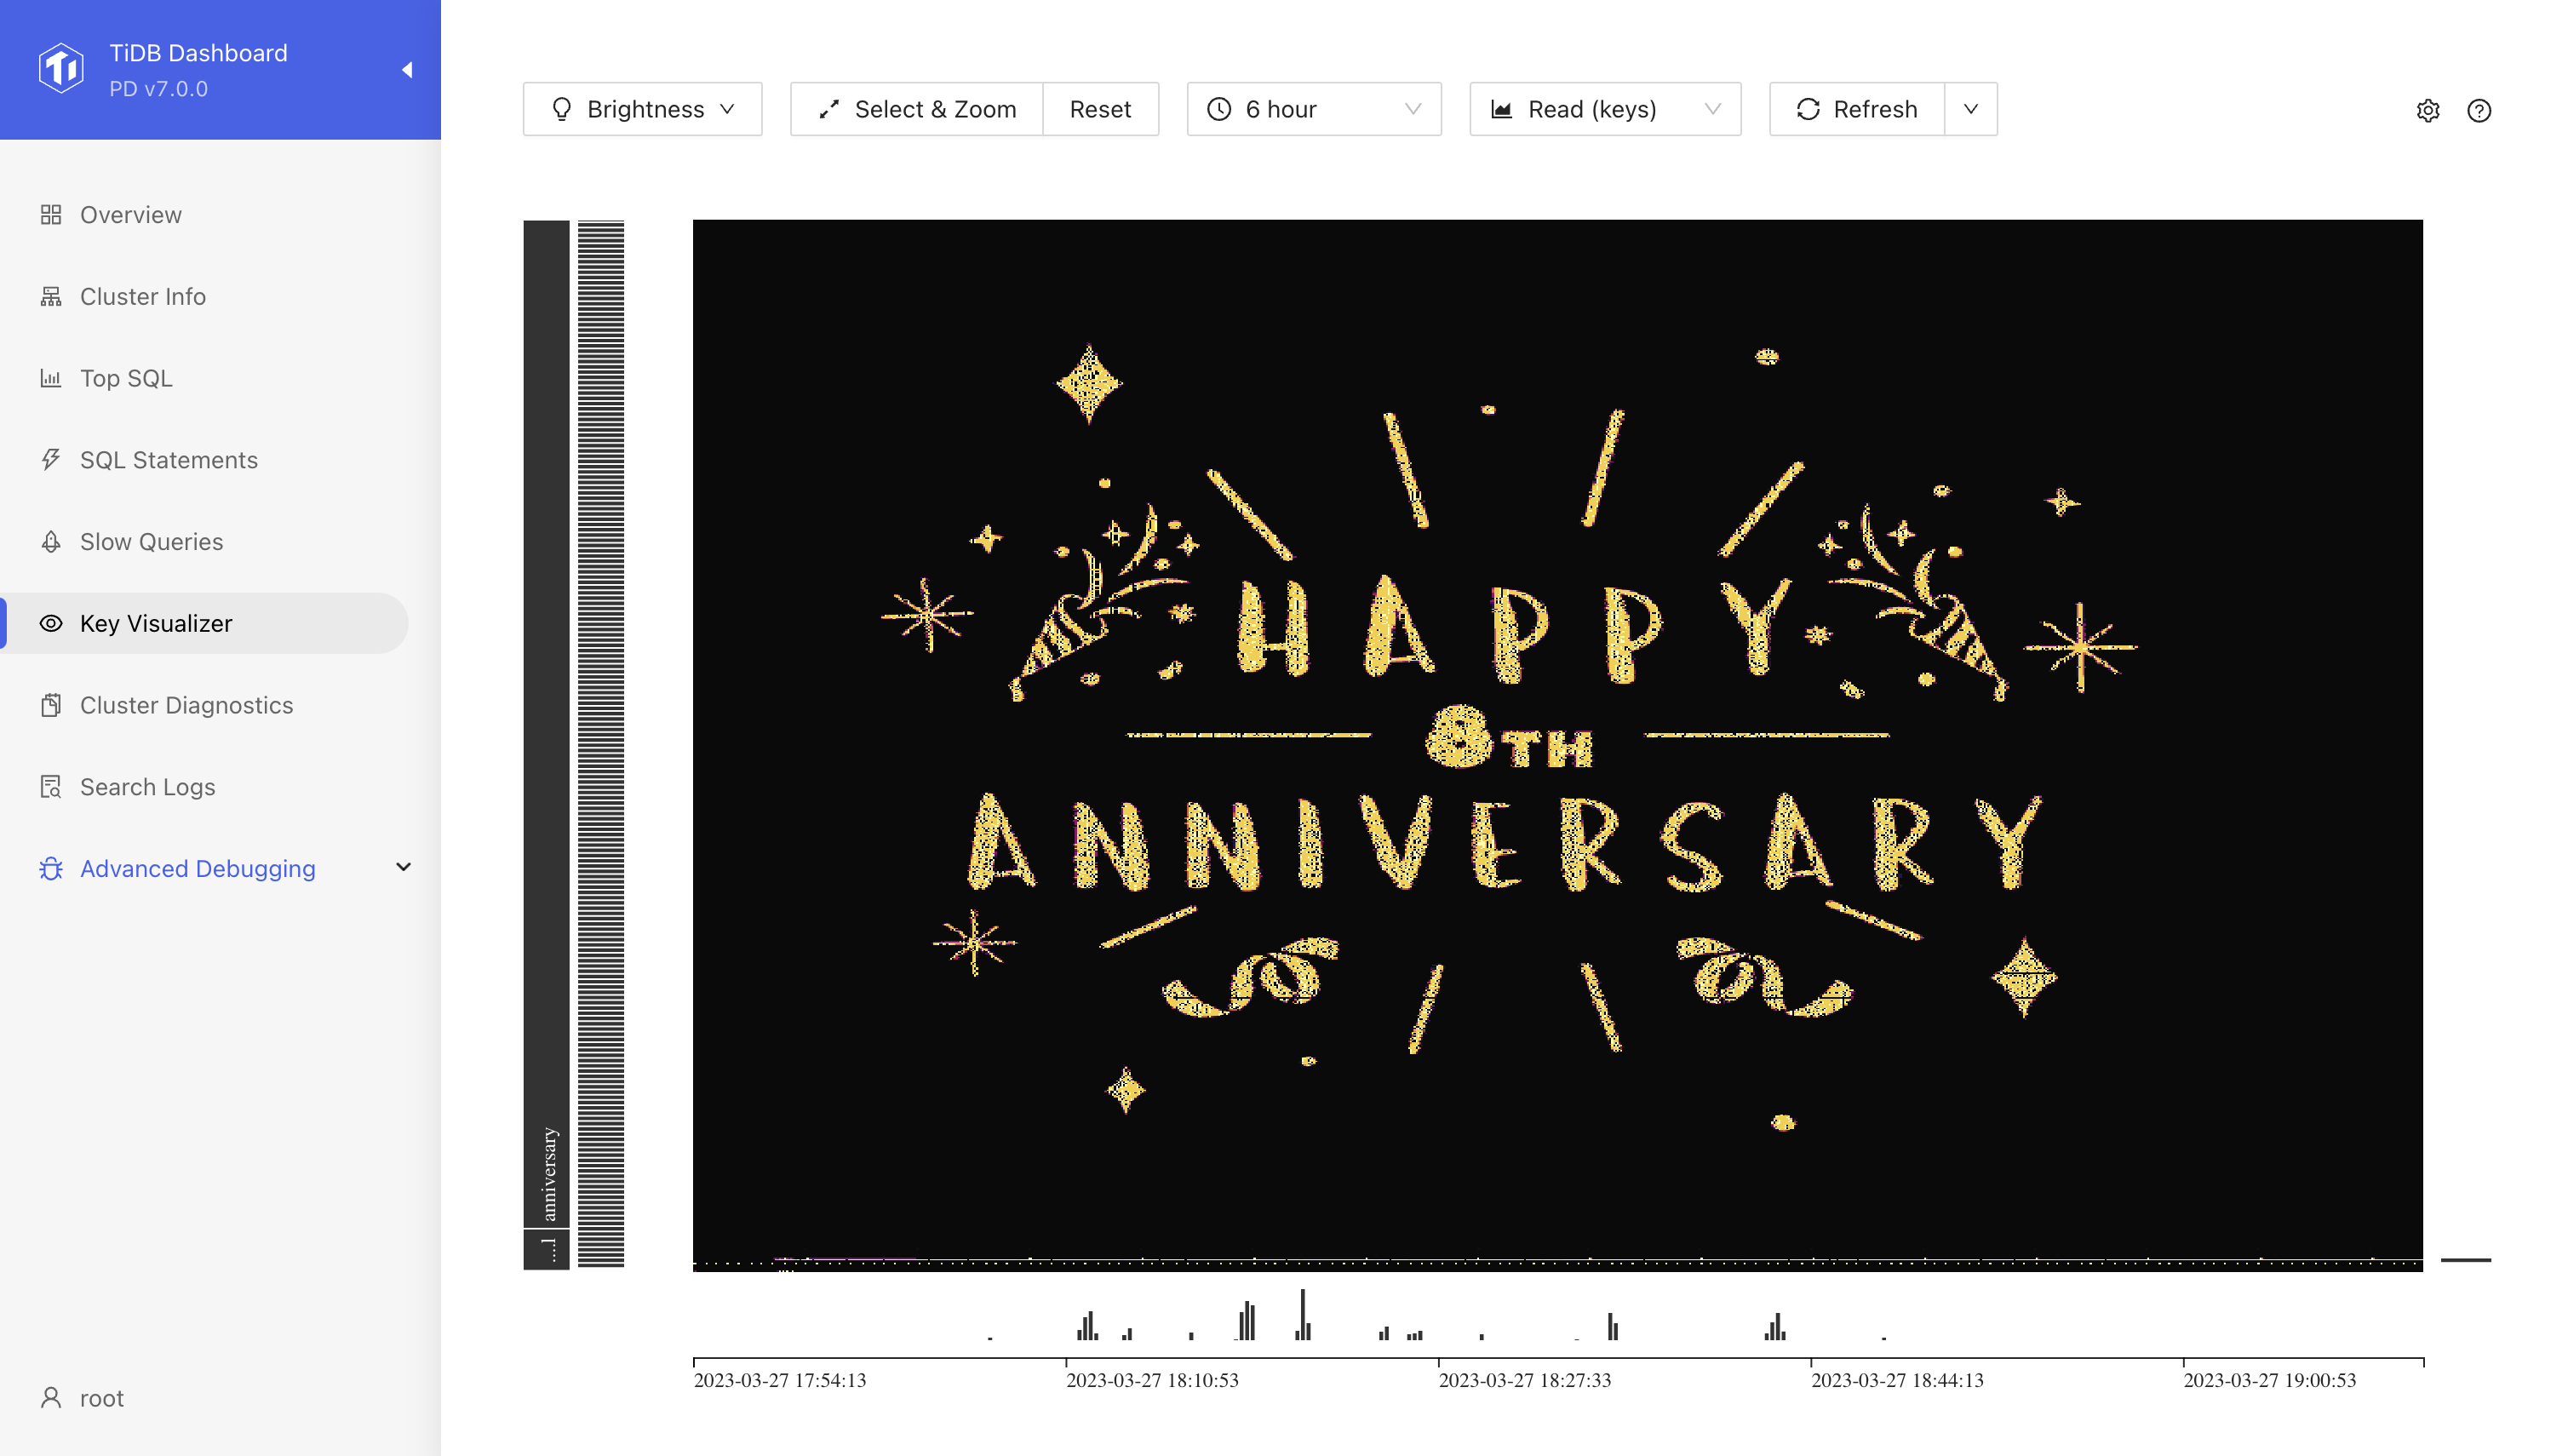 TiDB Dashboard
PD v7.0.0
Overview
Cluster Info
Top SQL
SQL Statements
Slow Queries
Key Visualizer
Cluster Diagnostics
Search Logs
Advanced Debugging
root
Brightness
Select & Zoom
Reset
6 hour
Read (keys)
Refresh
anniversary
....l
HAPPY
8TH
ANNIVERSARY
2023-03-27 17:54:13
2023-03-27 18:10:53
2023-03-27 18:27:33
2023-03-27 18:44:13
2023-03-27 19:00:53